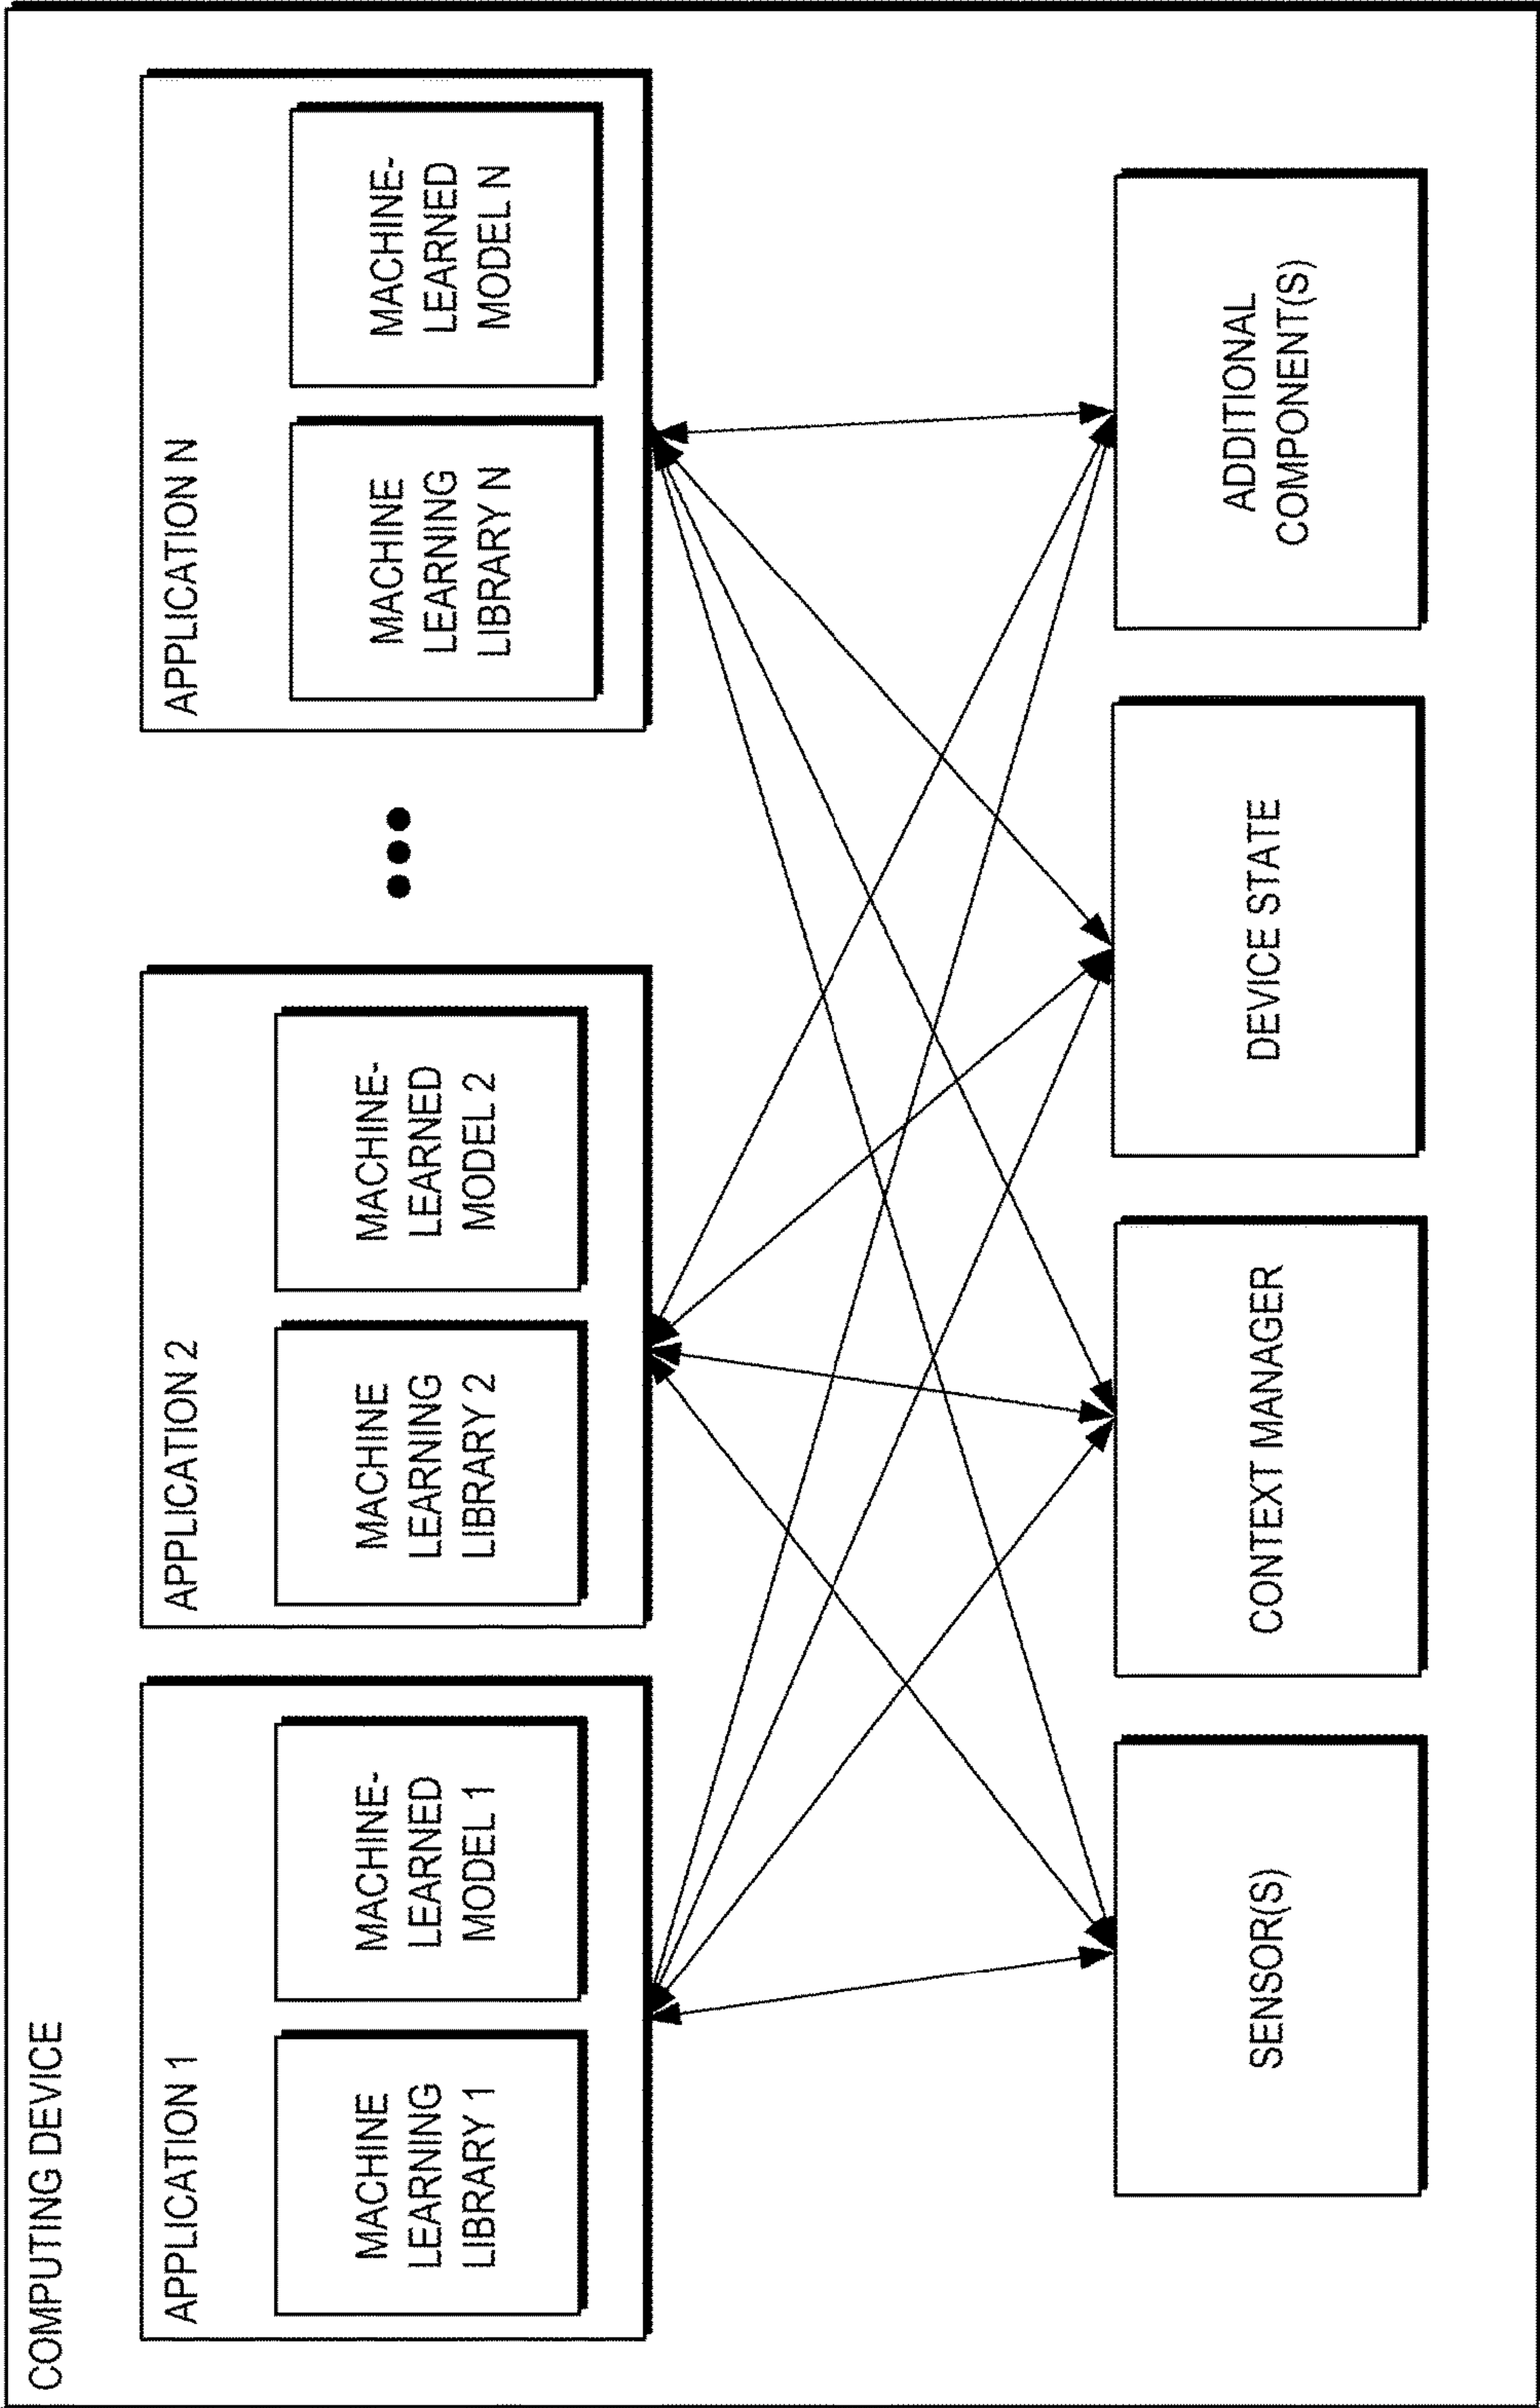 COMPUTING DEVICE
APPLICATION 1
MACHINE
LEARNING
LIBRARY 1
MACHINE-
LEARNED
MODEL 1
APPLICATION 2
MACHINE
LEARNING
LIBRARY 2
MACHINE-
LEARNED
MODEL 2
APPLICATION N
MACHINE
LEARNING
LIBRARY N
MACHINE-
LEARNED
MODEL N
SENSOR(S)
CONTEXT MANAGER
DEVICE STATE
ADDITIONAL
COMPONENT(S)